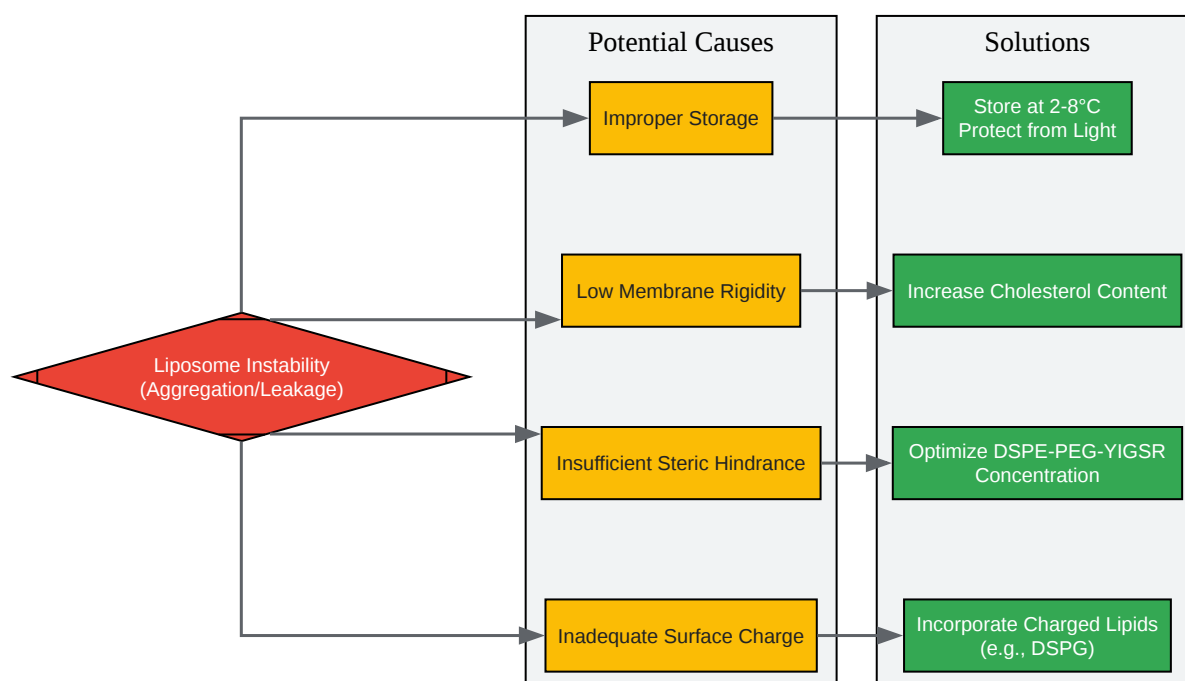 Potential Causes
Solutions
Improper Storage
Store at 2-8°C
Protect from Light
Low Membrane Rigidity
Increase Cholesterol Content
Liposome Instability
(Aggregation/Leakage)
Insufficient Steric Hindrance
Optimize DSPE-PEG-YIGSR
Concentration
Inadequate Surface Charge
Incorporate Charged Lipids
(e.g., DSPG)